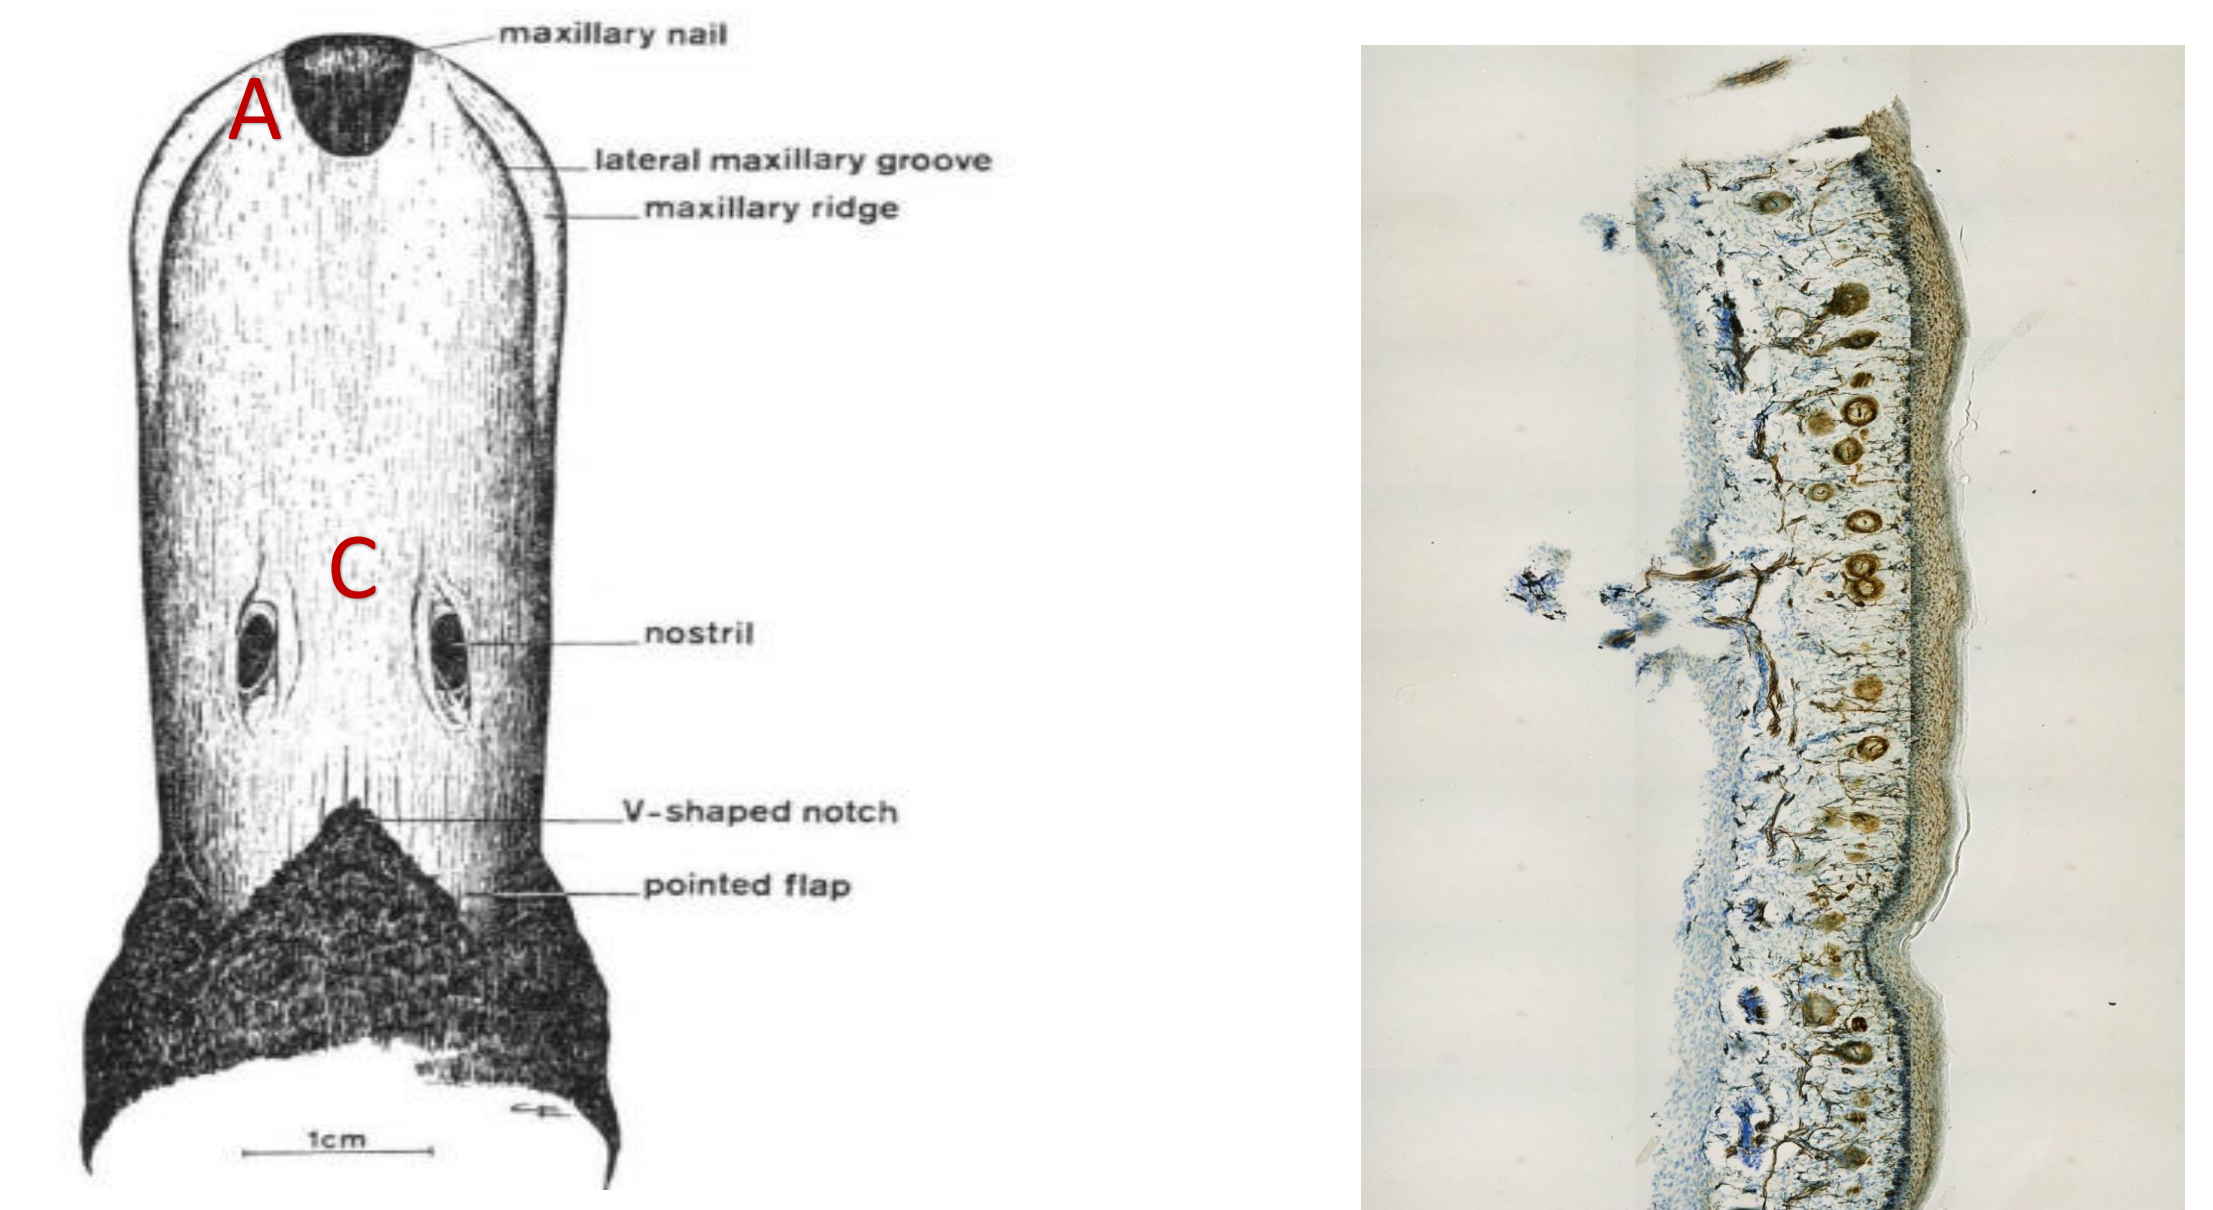 maxillary nail
A
lateral maxillary groove
maxillary ridge
C
nostril
V-shaped notch
pointed flap
1cm